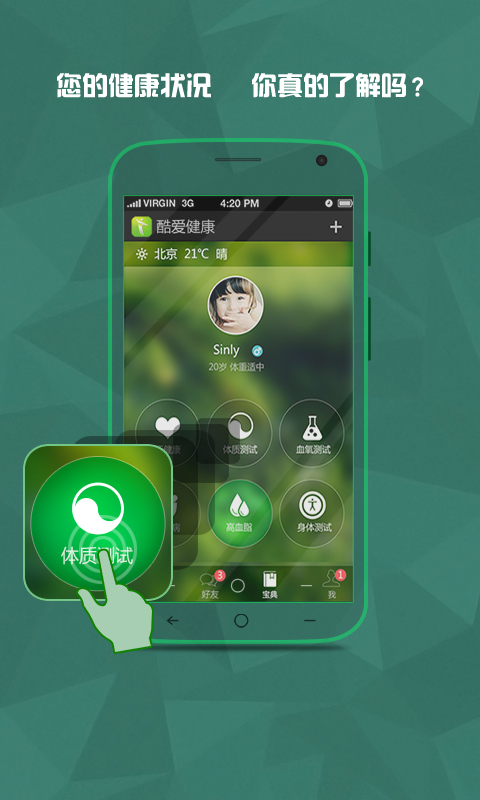 您的健康状况 你真的了解吗？
VIRGIN 3G 4:20 PM
酷爱健康 +
北京 21℃ 晴
Sinly
20岁 体重适中
健康 体质测试 血氧测试
病 高血脂 身体测试
体质测试
3 1
好友 宝典 我